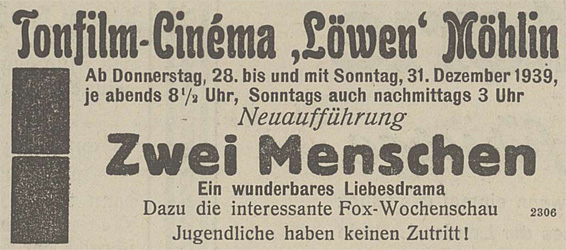 Tonfilm-Cinéma ‚Löwen‘ Möhlin
Ab Donnerstag, 28. bis und mit Sonntag, 31. Dezember 1939,
je abends 8½ Uhr, Sonntags auch nachmittags 3 Uhr
Neuaufführung
Zwei Menschen
Ein wunderbares Liebesdrama
Dazu die interessante Fox-Wochenschau 2306
Jugendliche haben keinen Zutritt!